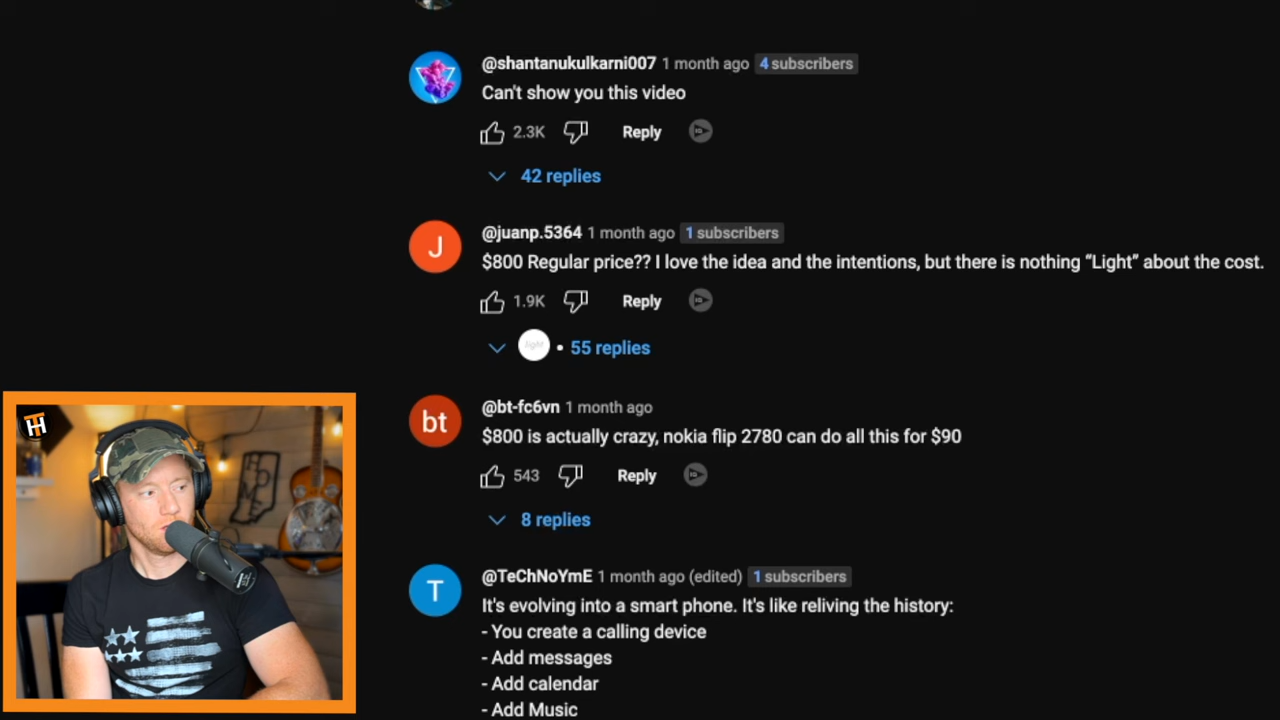 @shantanukulkarni007 1 month ago 4 subscribers
Can't show you this video
2.3K Reply
42 replies
J @juanp.5364 1 month ago 1 subscribers
$800 Regular price?? I love the idea and the intentions, but there is nothing “Light” about the cost.
1.9K Reply
light • 55 replies
bt @bt-fc6vn 1 month ago
$800 is actually crazy, nokia flip 2780 can do all this for $90
543 Reply
8 replies
T @TeChNoYmE 1 month ago (edited) 1 subscribers
It's evolving into a smart phone. It's like reliving the history:
- You create a calling device
- Add messages
- Add calendar
- Add Music